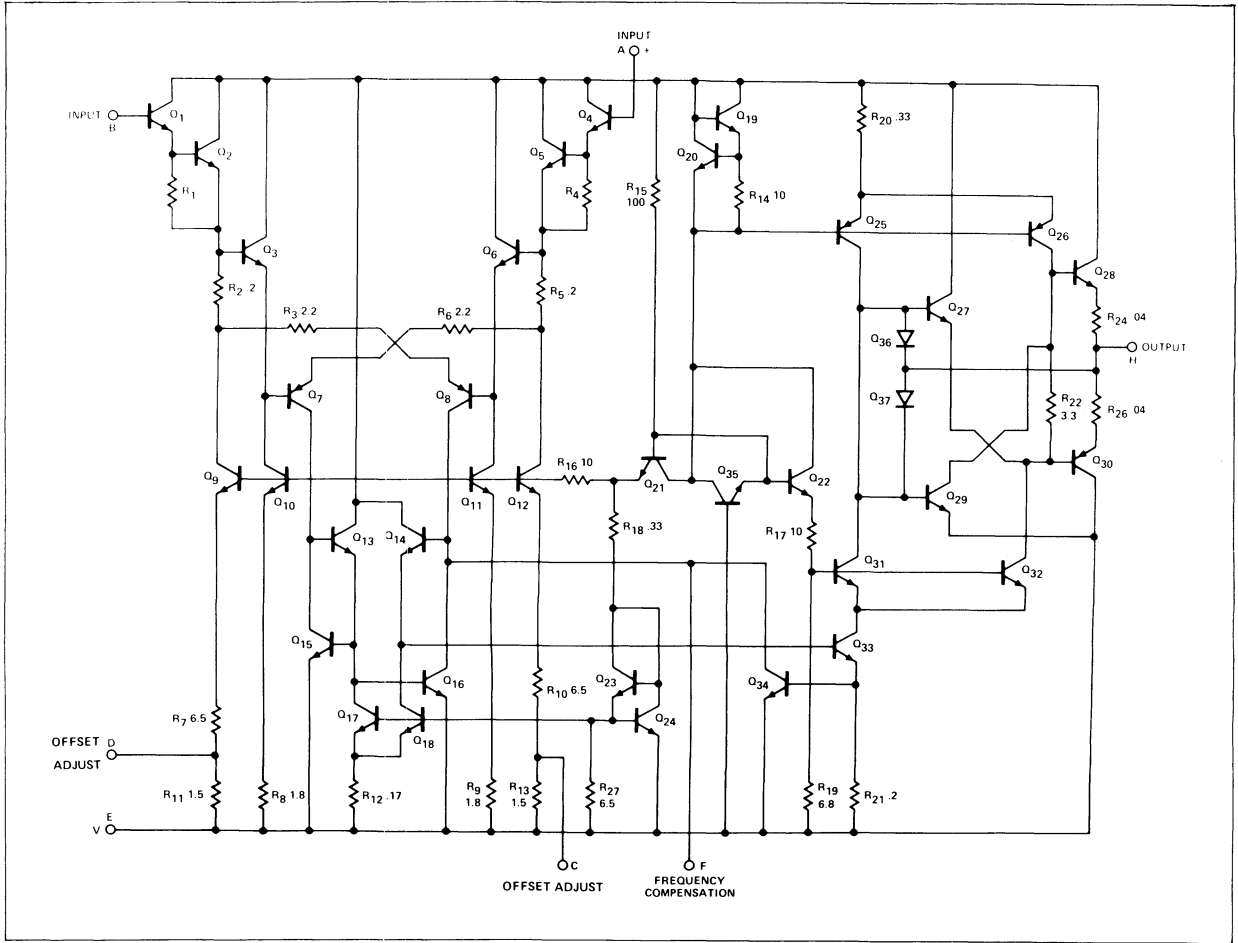 INPUT
A +
INPUT
B
Q1
Q2
R1
Q3
R2 .2
R3 2.2
R6 2.2
Q4
Q5
R4
Q6
R5 .2
R15
100
Q19
Q20
R14 10
R20 .33
Q25
Q26
Q28
R24 04
Q27
Q36
Q37
OUTPUT
H
R22
3.3
R26 04
Q7
Q8
Q9
Q10
Q11
Q12
R16 10
Q21
Q35
Q22
Q29
Q30
R18 .33
R17 10
Q13
Q14
Q31
Q32
Q15
Q33
Q16
R10 6.5
Q23
Q34
Q17
Q18
Q24
R7 6.5
OFFSET D
ADJUST
R11 1.5
R8 1.8
R12 .17
R9
1.8
R13
1.5
R27
6.5
R19
6.8
R21 .2
E
V
C
OFFSET ADJUST
F
FREQUENCY
COMPENSATION